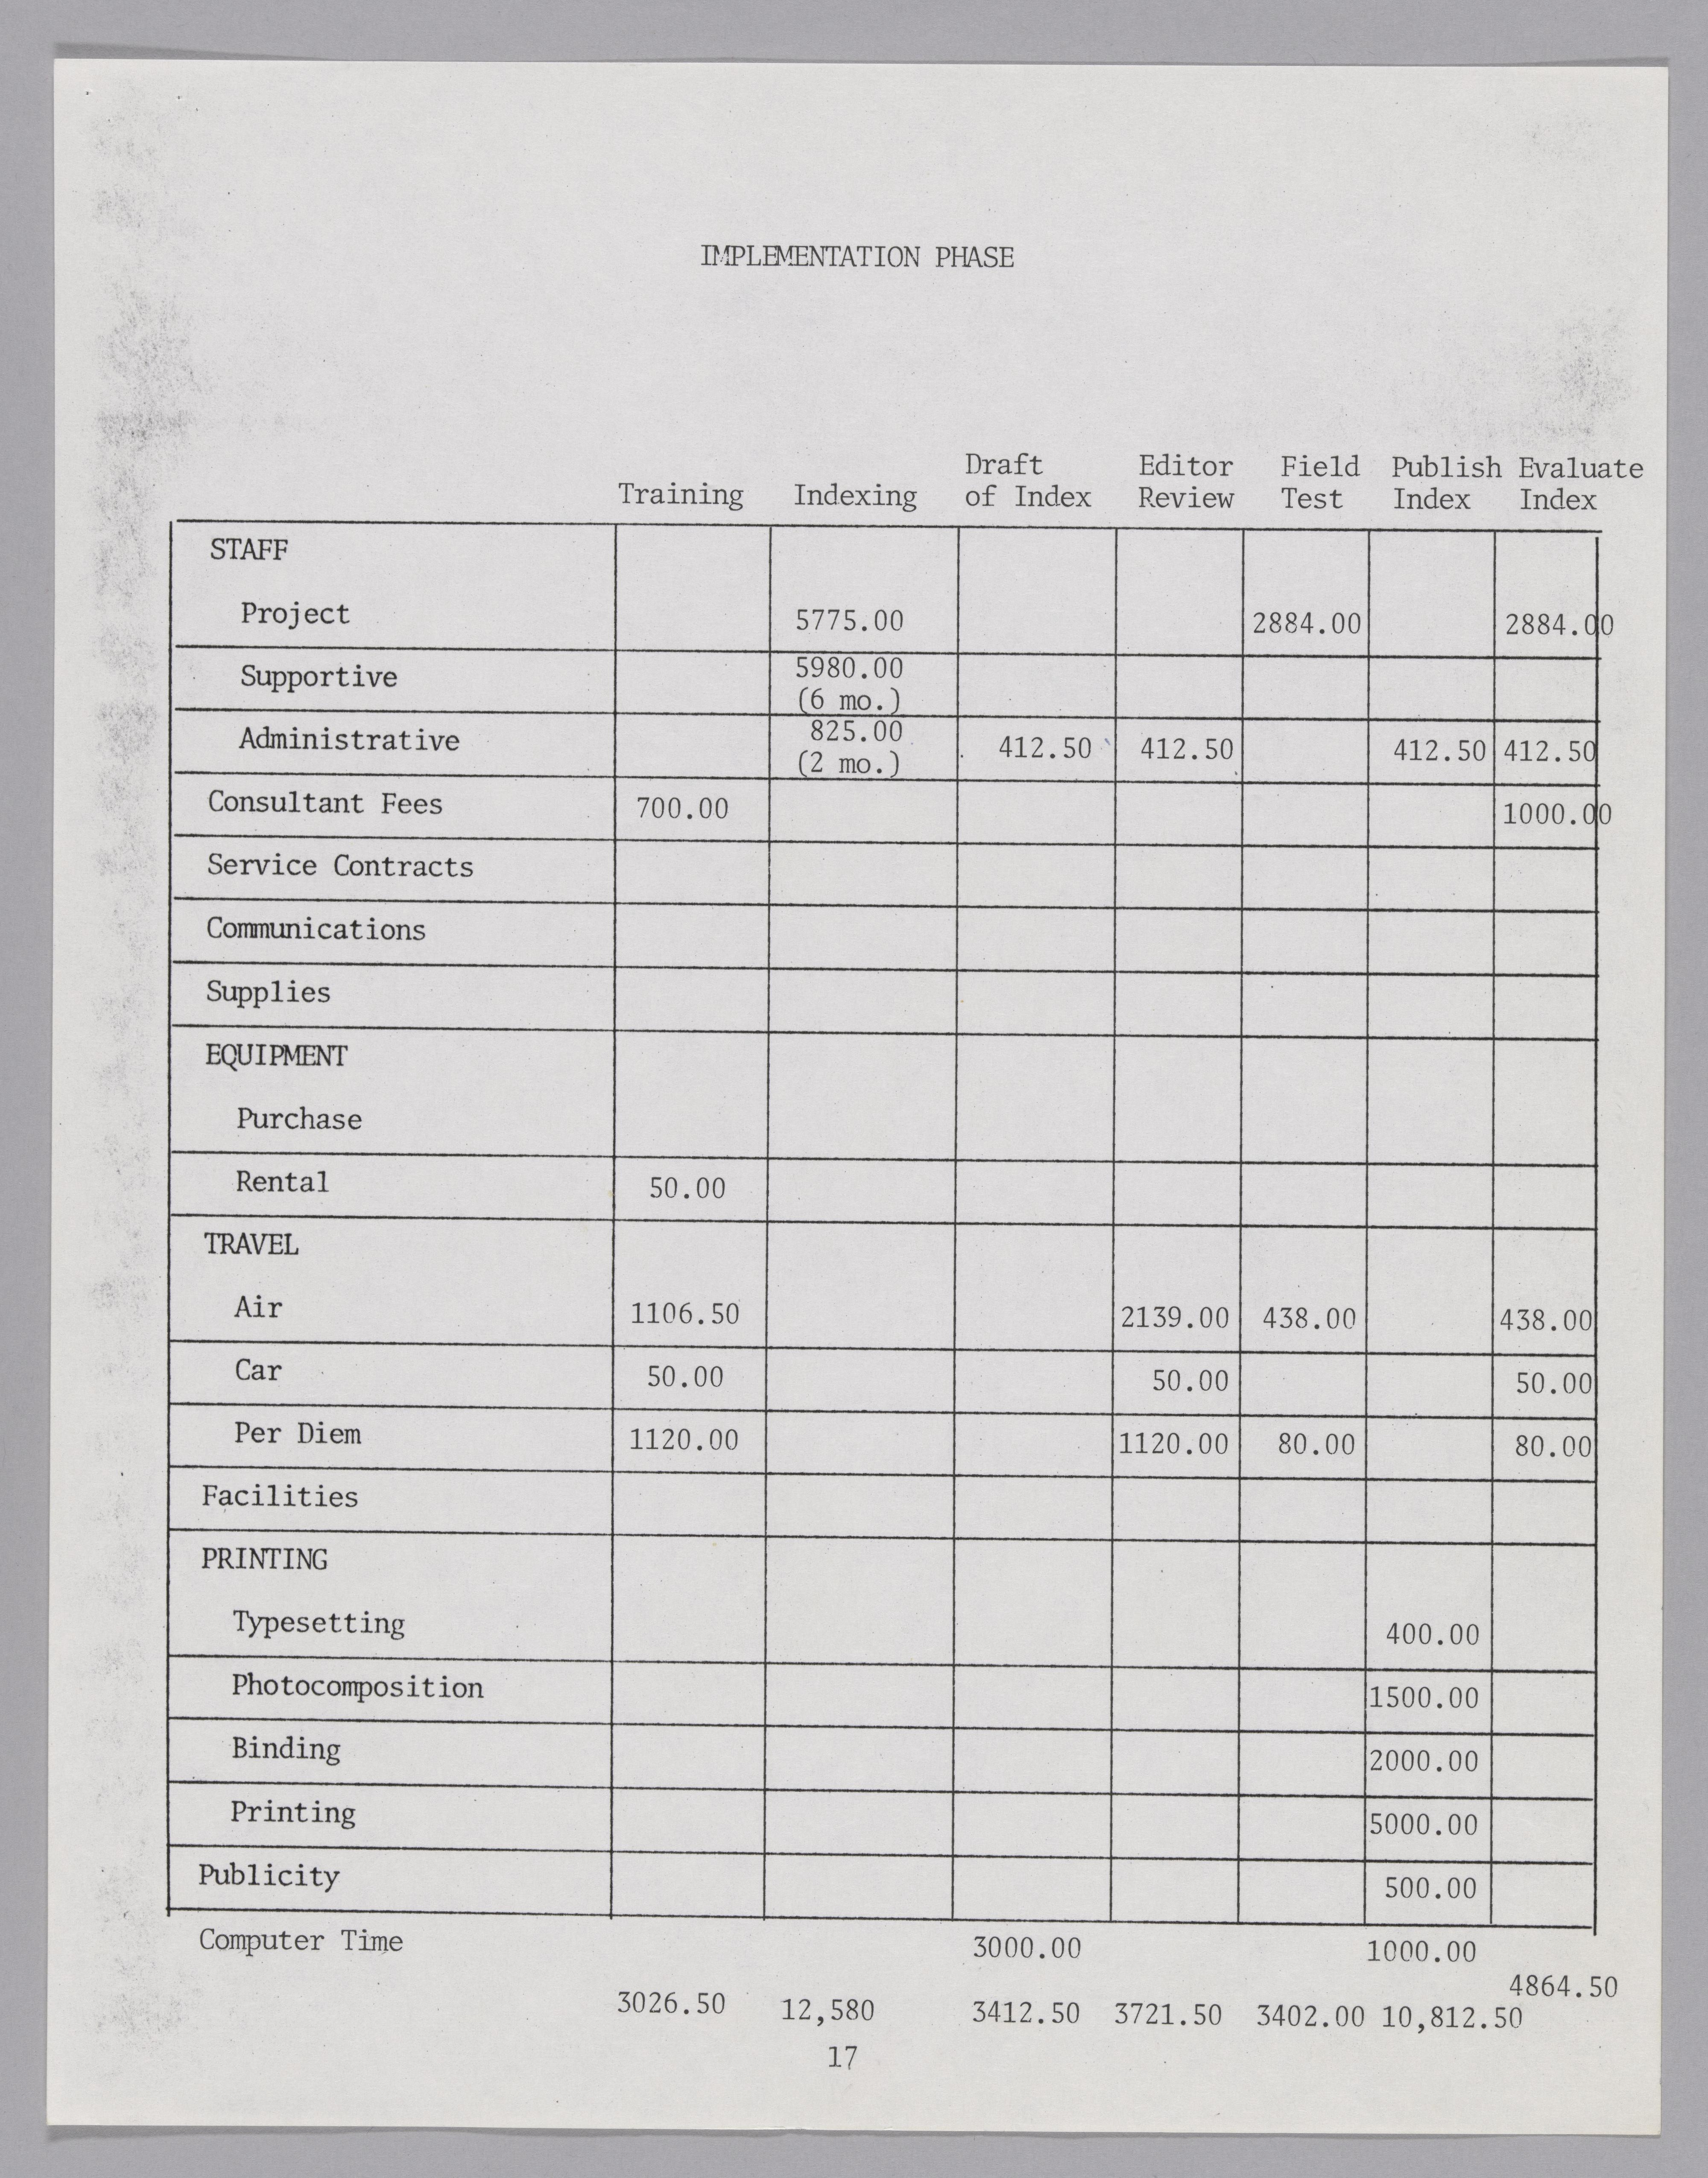 IMPLEMENTATION PHASE
Draft Editor Field Publish Evaluate
Training Indexing of Index Review Test Index Index
STAFF
Project 5775.00 2884.00 2884.00
Supportive 5980.00
(6 mo.)
Administrative 825.00 412.50 412.50 412.50 412.50
(2 mo.)
Consultant Fees 700.00 1000.00
Service Contracts
Communications
Supplies
EQUIPMENT
Purchase
Rental 50.00
TRAVEL
Air 1106.50 2139.00 438.00 438.00
Car 50.00 50.00 50.00
Per Diem 1120.00 1120.00 80.00 80.00
Facilities
PRINTING
Typesetting 400.00
Photocomposition 1500.00
Binding 2000.00
Printing 5000.00
Publicity 500.00
Computer Time 3000.00 1000.00
4864.50
3026.50 12,580 3412.50 3721.50 3402.00 10,812.50
17